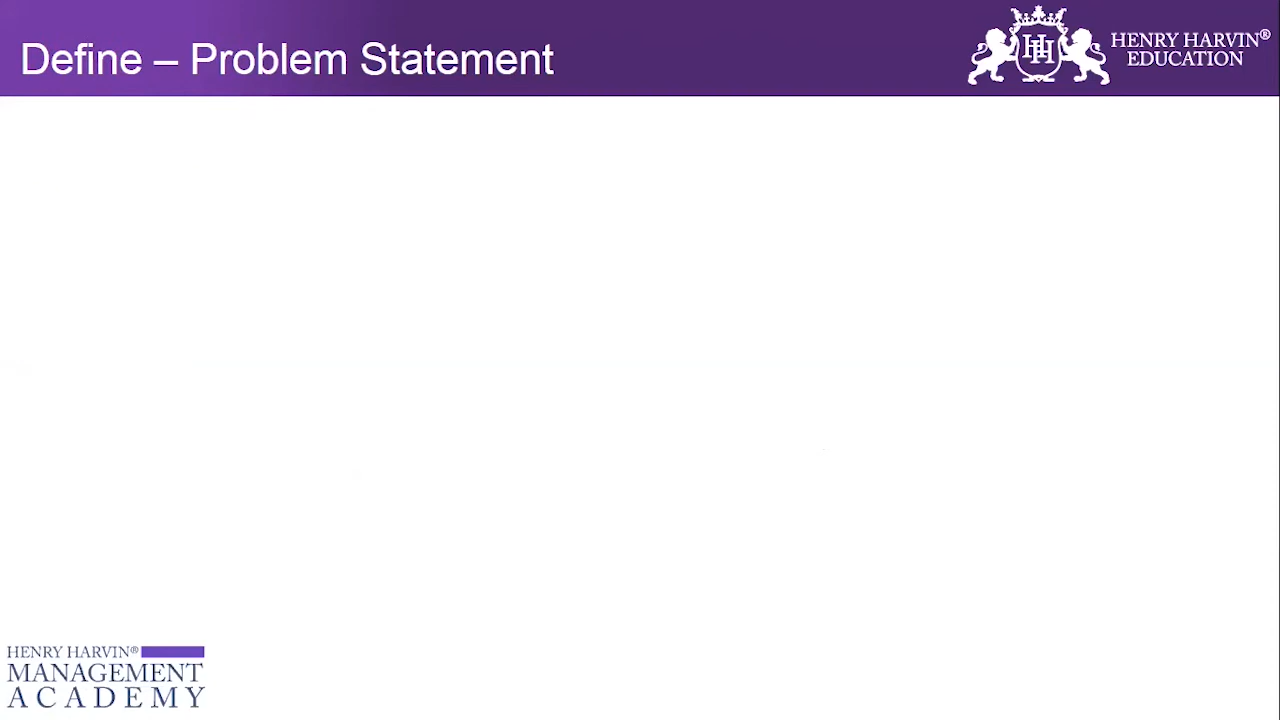 Define – Problem Statement
HENRY HARVIN®
EDUCATION
HENRY HARVIN®
MANAGEMENT
ACADEMY